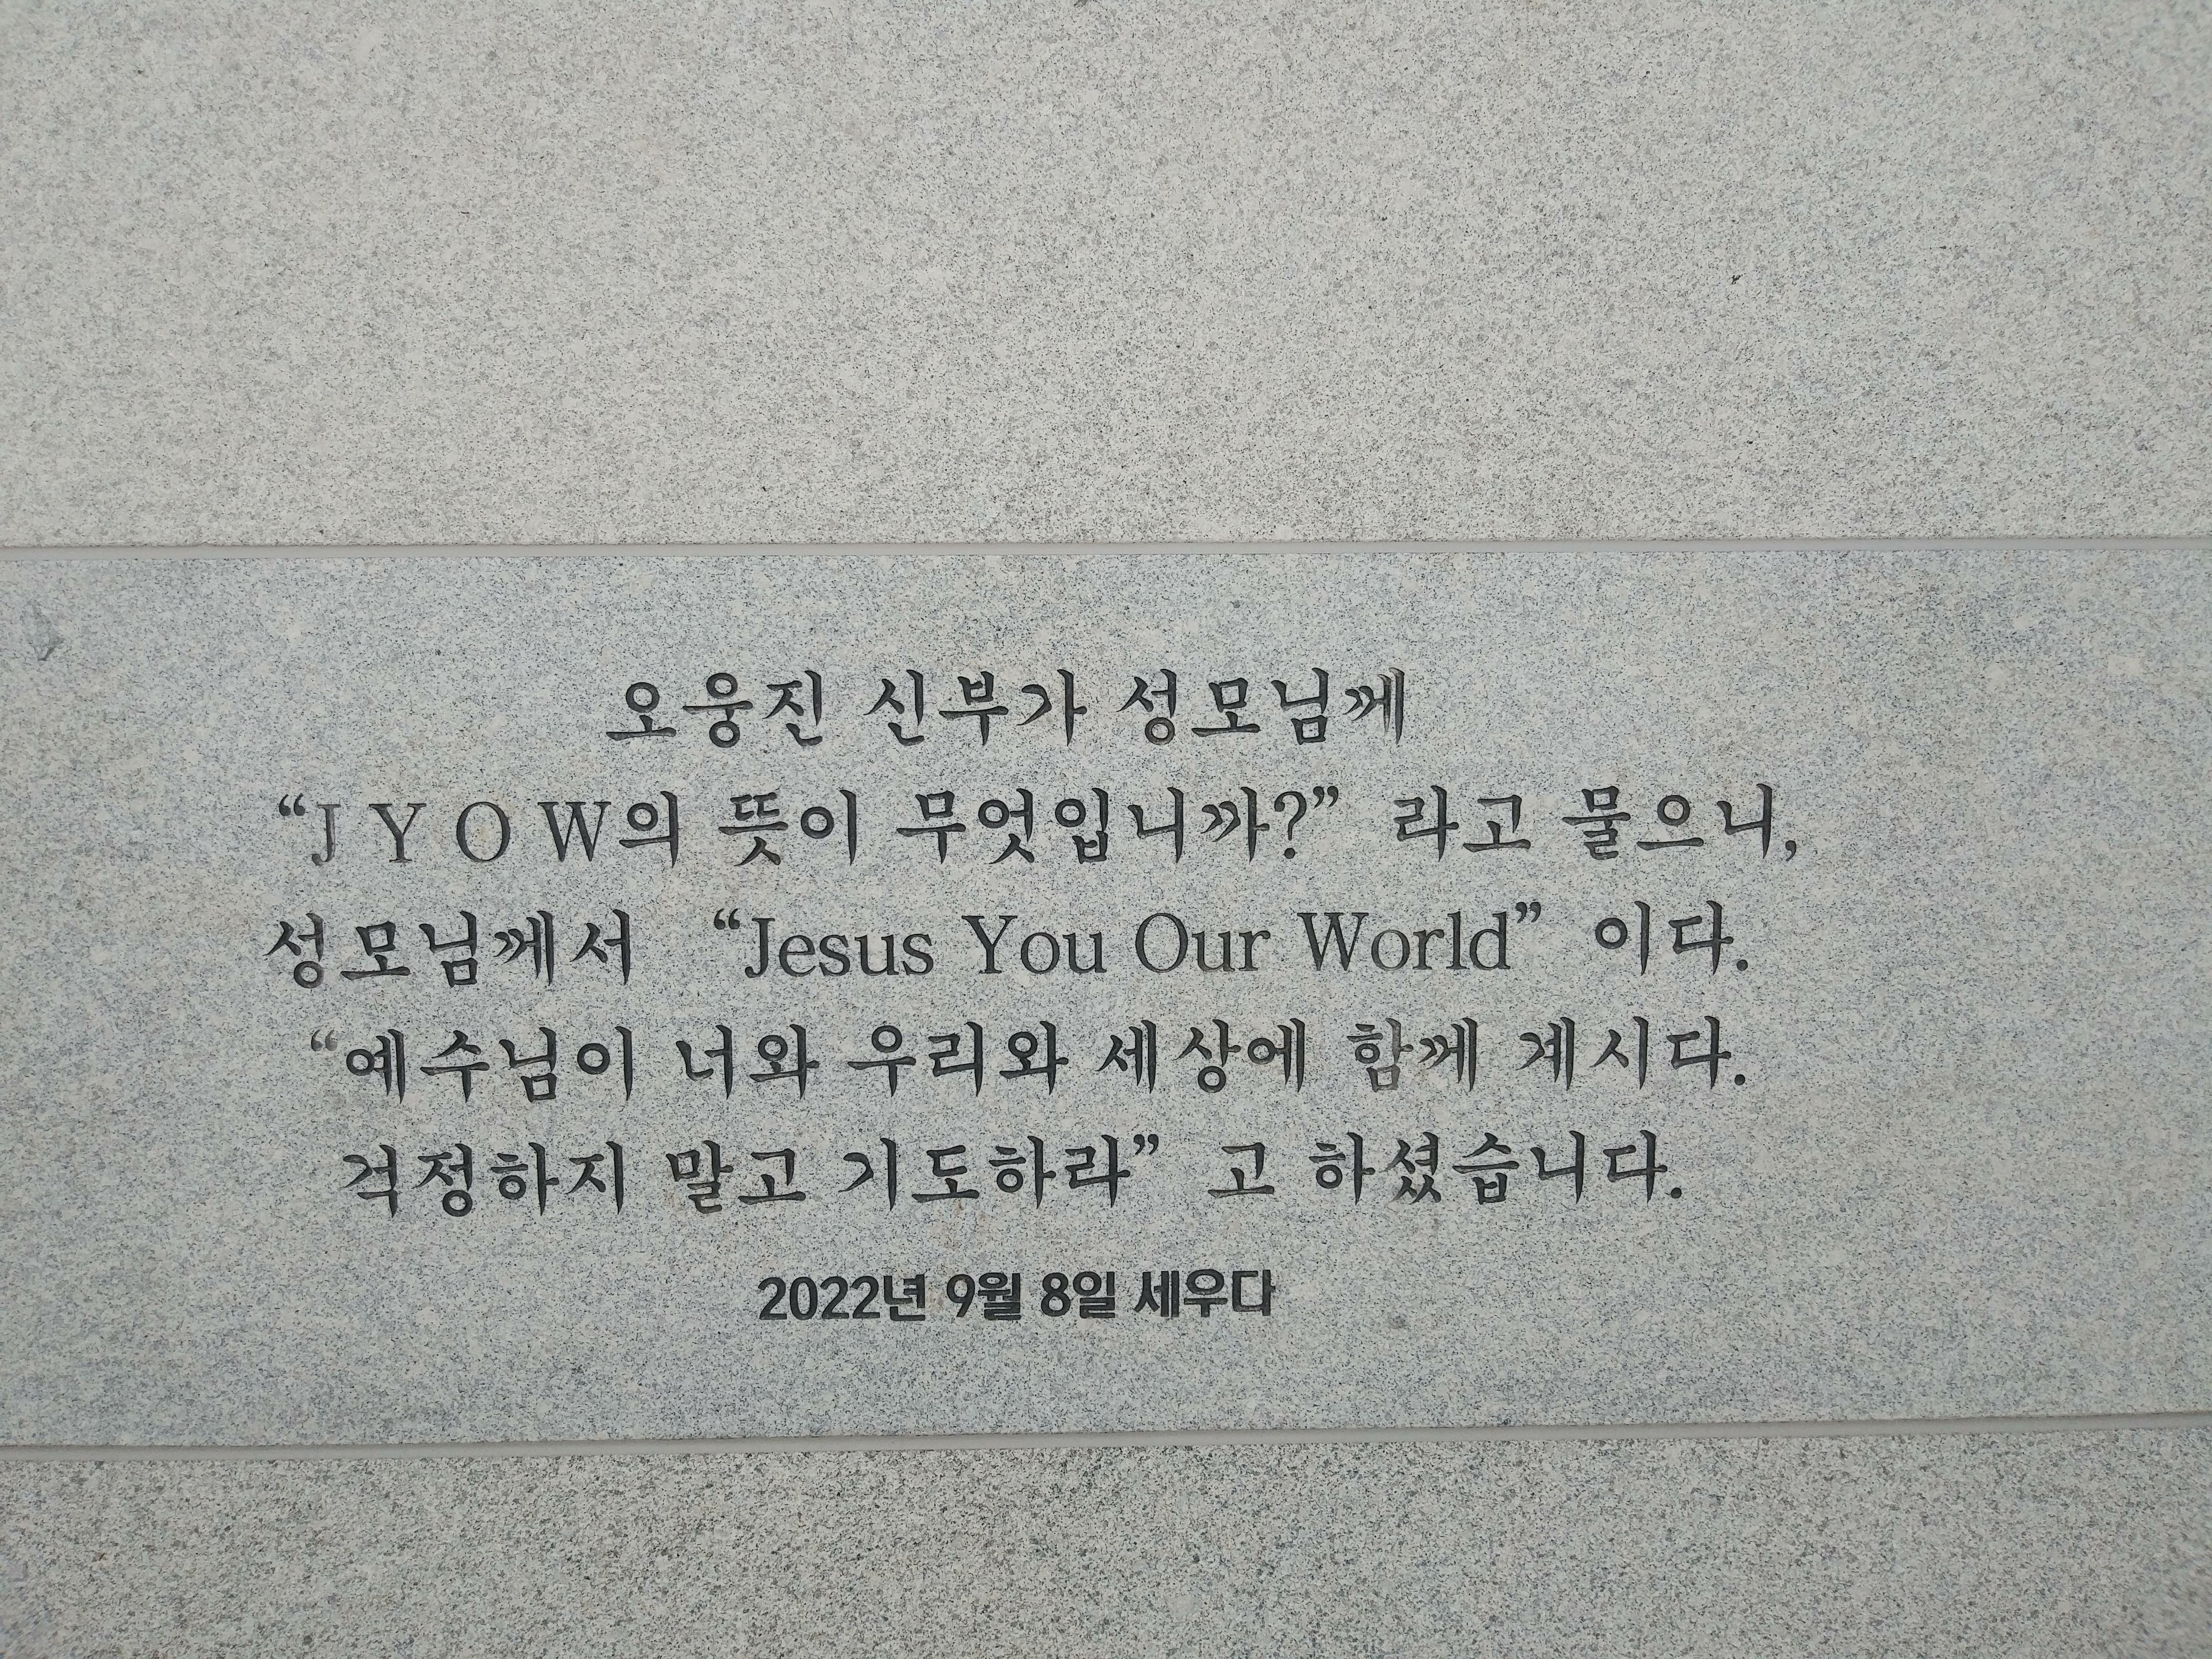 오웅진 신부가 성모님께
“J Y O W의 뜻이 무엇입니까?” 라고 물으니,
성모님께서 “Jesus You Our World” 이다.
“예수님이 너와 우리와 세상에 함께 계시다.
걱정하지 말고 기도하라” 고 하셨습니다.
2022년 9월 8일 세우다